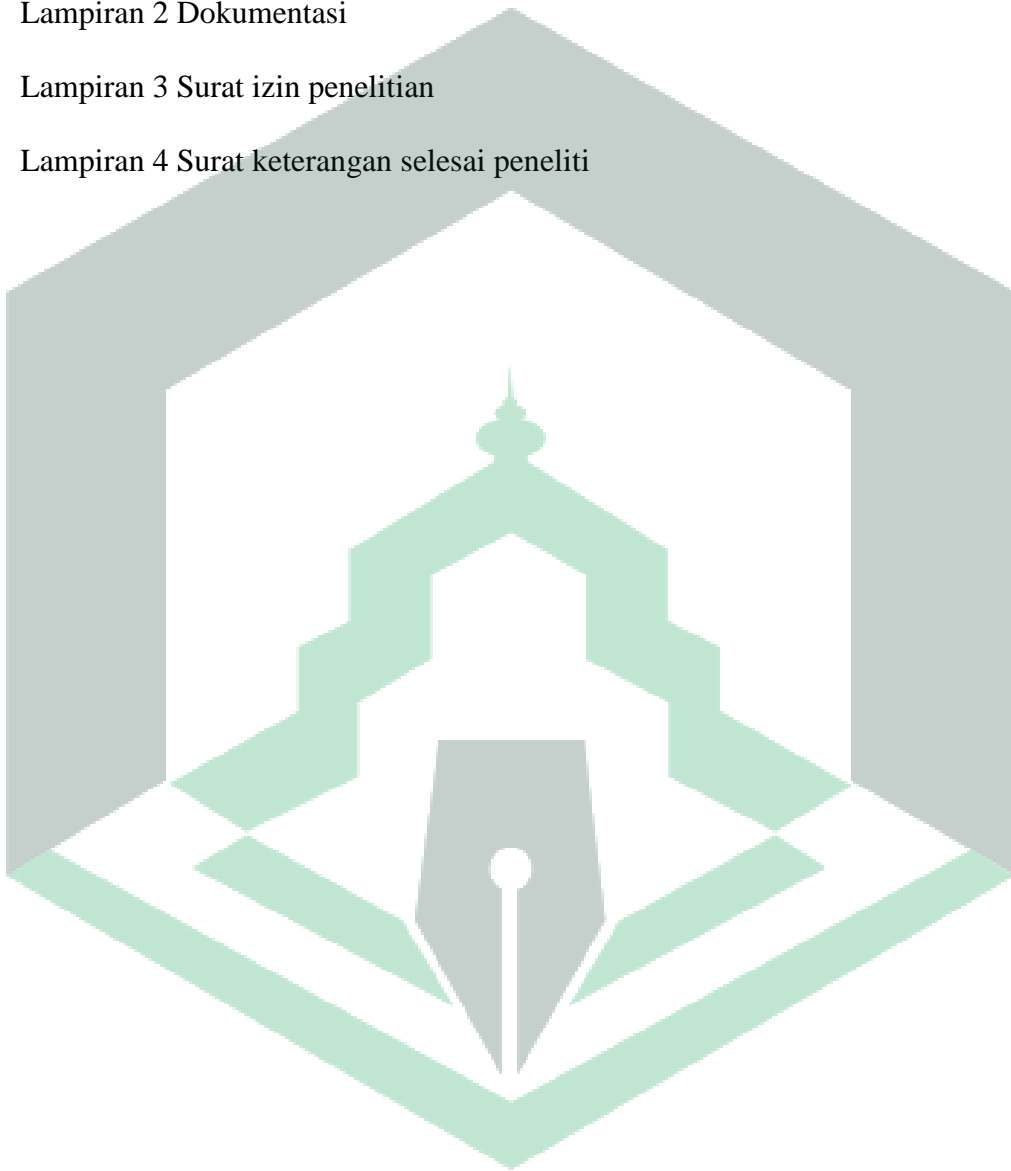 Lampiran 2 Dokumentasi
Lampiran 3 Surat izin penelitian
Lampiran 4 Surat keterangan selesai peneliti